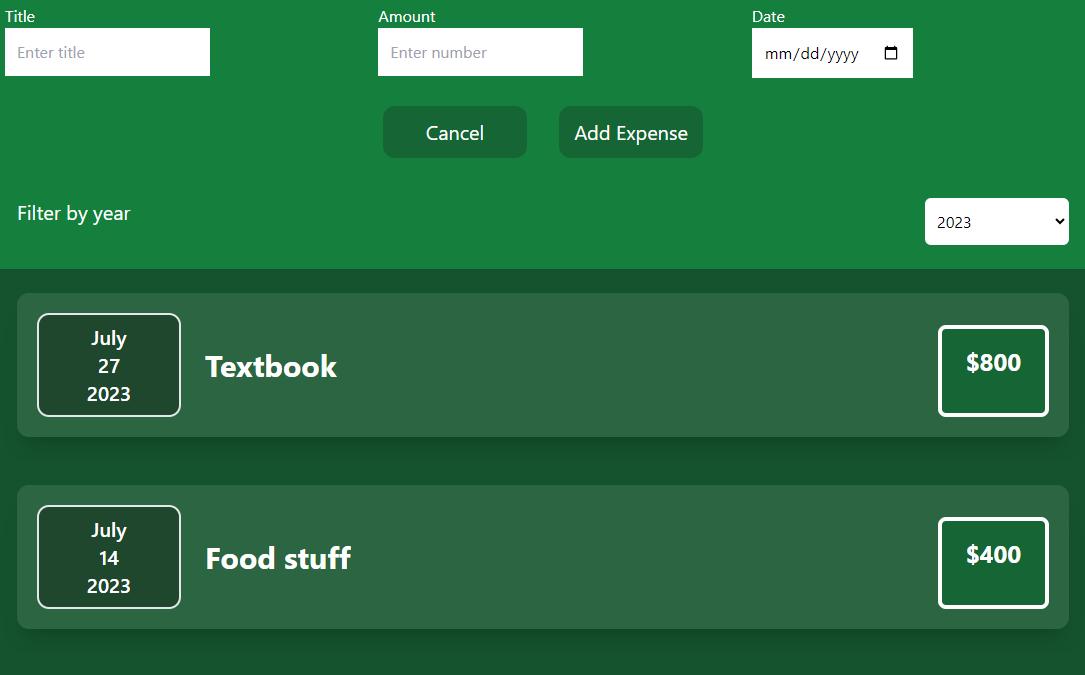 Title
Amount
Date
Enter title
Enter number
mm/dd/yyyy
Cancel
Add Expense
Filter by year
2023
July
27
2023
Textbook
$800
July
14
2023
Food stuff
$400